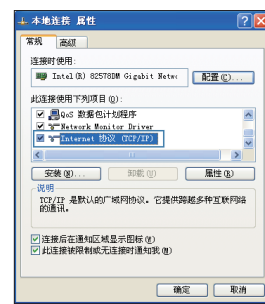 本地连接 属性
常规 高级
连接时使用:
Intel(R) 82578DM Gigabit Netwc 配置(C)...
此连接使用下列项目(O):
QoS 数据包计划程序
Network Monitor Driver
Internet 协议 (TCP/IP)
安装(N)... 卸载(U) 属性(R)
说明
TCP/IP 是默认的广域网协议。它提供跨越多种互联网络
的通讯。
连接后在通知区域显示图标(W)
此连接被限制或无连接时通知我(M)
确定 取消